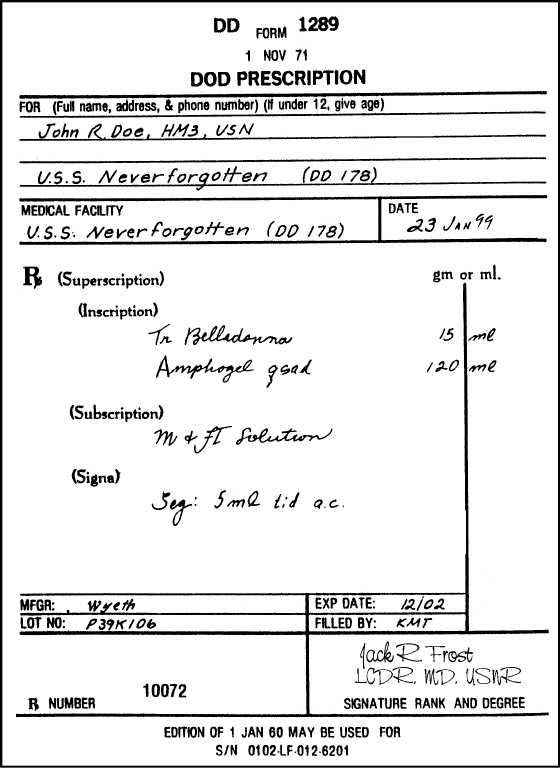 DD FORM 1289
1 NOV 71
DOD PRESCRIPTION
FOR (Full name, address, & phone number) (If under 12, give age)
John R. Doe, HM3, USN
U.S.S. Neverforgotten (DD 178)
MEDICAL FACILITY
U.S.S. Neverforgotten (DD 178)
DATE
23 JAN 99
℞ (Superscription) gm or ml.
(Inscription)
Tr Belladonna 15 ml
Amphogel qsad 120 ml
(Subscription)
M & FT Solution
(Signa)
Sig: 5ml tid a.c.
MFGR: Wyeth EXP DATE: 12/02
LOT NO: P39K106 FILLED BY: KMT
Jack R Frost
LCDR, MD, USNR
10072
℞ NUMBER SIGNATURE RANK AND DEGREE
EDITION OF 1 JAN 60 MAY BE USED FOR
S/N 0102-LF-012-6201